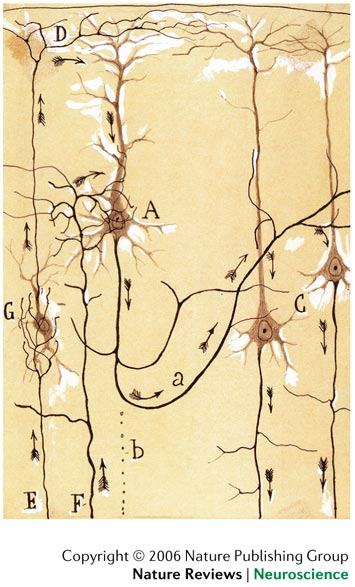 D
A
G
C
a
b
E
F
Copyright © 2006 Nature Publishing Group
Nature Reviews | Neuroscience